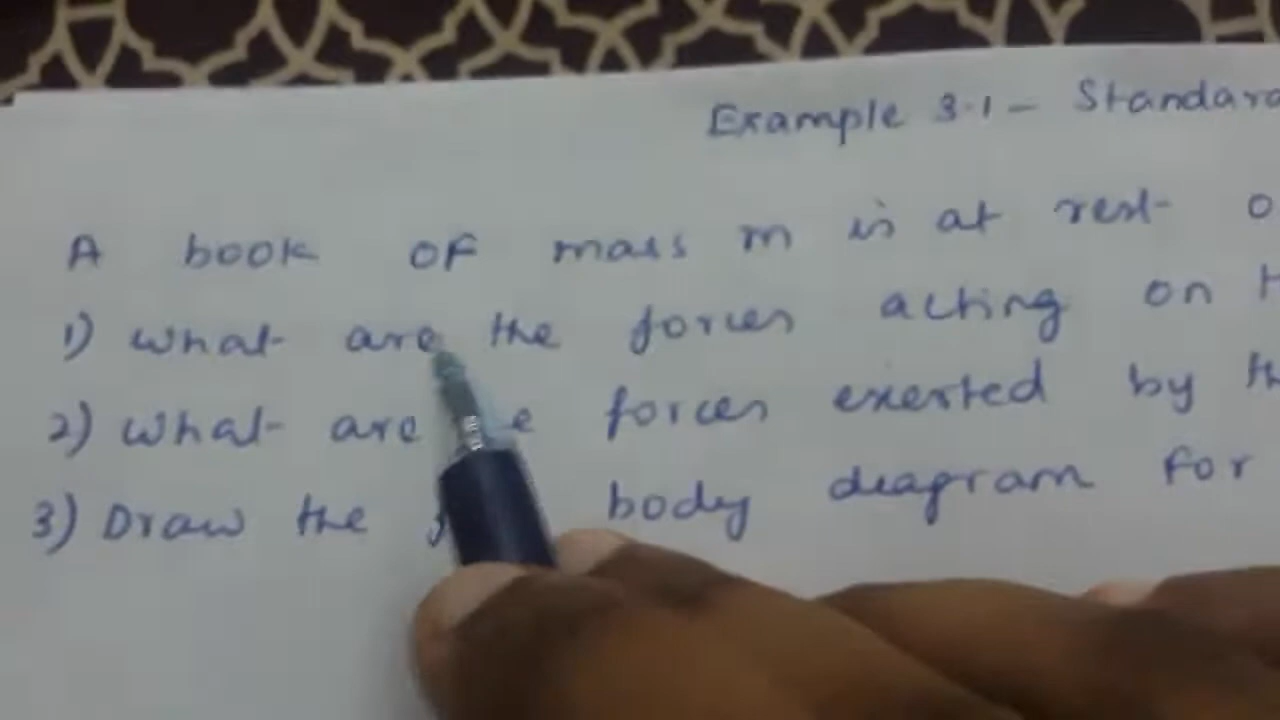 Example 3.1 - Standard
A book OF mass m is at rest
1) what are the forces acting on
2) what are forces exerted by
3) Draw the body diagram For